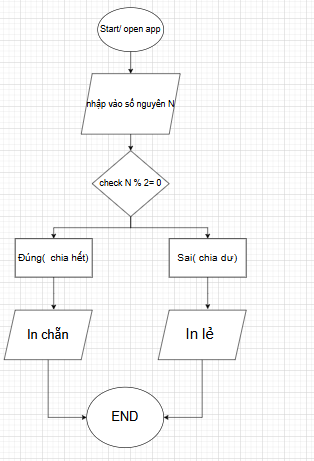 Start/ open app
nhập vào số nguyên N
check N % 2= 0
Đúng( chia hết)
Sai( chia dư)
In chẵn
In lẻ
END